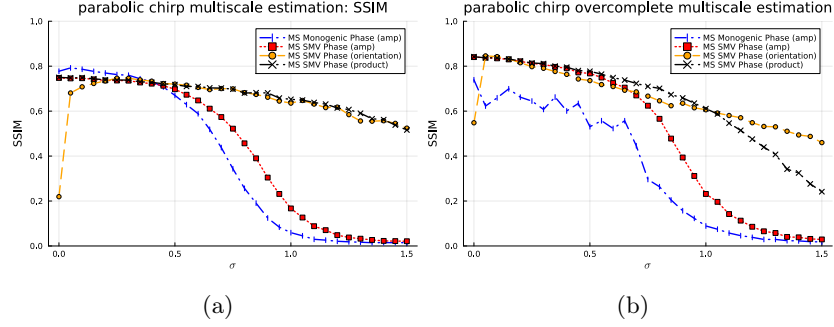 parabolic chirp multiscale estimation: SSIM
1,0
0,8
0,6
0,4
0,2
0,0
SSIM
MS Monogenic Phase (amp)
MS SMV Phase (amp)
MS SMV Phase (orientation)
MS SMV Phase (product)
0.0
0.5
1.0
1.5
σ
(a)
parabolic chirp overcomplete multiscale estimation
1,0
0,8
0,6
0,4
0,2
0,0
SSIM
MS Monogenic Phase (amp)
MS SMV Phase (amp)
MS SMV Phase (orientation)
MS SMV Phase (product)
0.0
0.5
1.0
1.5
σ
(b)